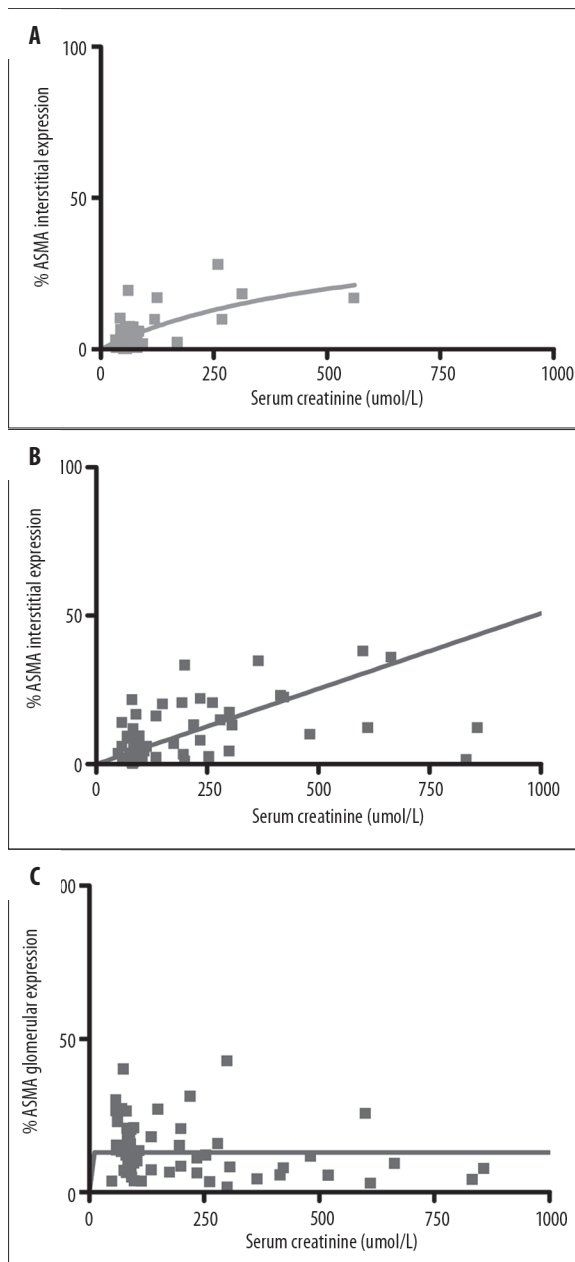 A
100
50
0
% ASMA interstitial expression
0 250 500 750 1000
Serum creatinine (umol/L)
B
100
50
0
% ASMA interstitial expression
0 250 500 750 1000
Serum creatinine (umol/L)
C
00
50
0
% ASMA glomerular expression
0 250 500 750 1000
Serum creatinine (umol/L)